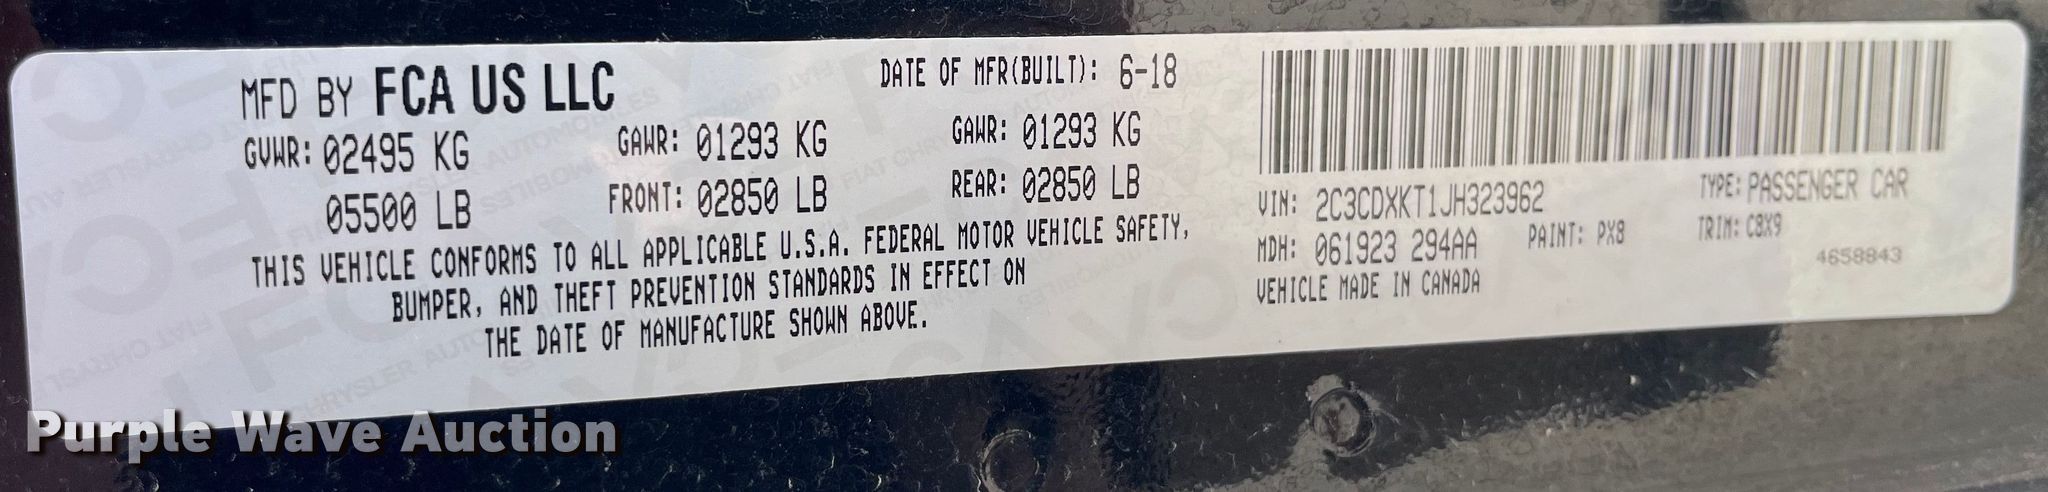 MFD BY FCA US LLC
DATE OF MFR(BUILT): 6-18
GVWR: 02495 KG
05500 LB
GAWR: 01293 KG
FRONT: 02850 LB
GAWR: 01293 KG
REAR: 02850 LB
THIS VEHICLE CONFORMS TO ALL APPLICABLE U.S.A. FEDERAL MOTOR VEHICLE SAFETY,
BUMPER, AND THEFT PREVENTION STANDARDS IN EFFECT ON
THE DATE OF MANUFACTURE SHOWN ABOVE.
VIN: 2C3CDXKT1JH323962
TYPE: PASSENGER CAR
MDH: 061923 294AA
PAINT: PX8
TRIM: C8X9
VEHICLE MADE IN CANADA
4658843
Purple Wave Auction